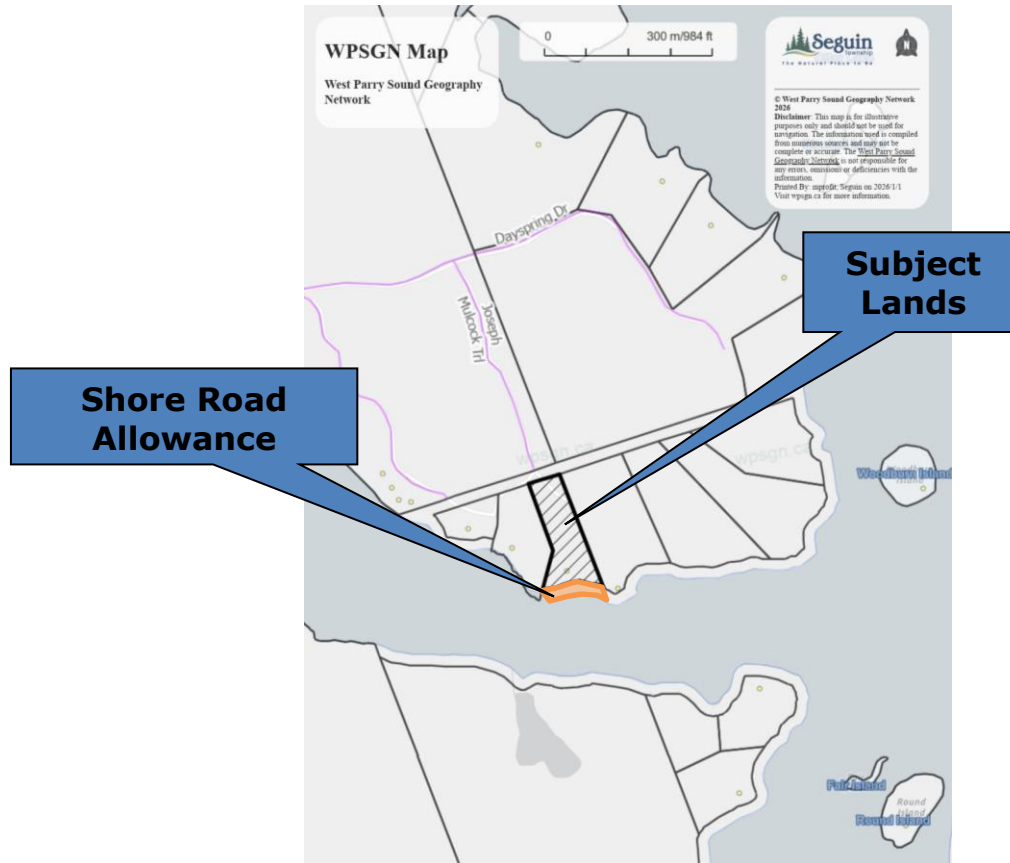 WPSGN Map
West Parry Sound Geography
Network
0 300 m/984 ft
Seguin
Township
The Natural Place to Be
N
© West Parry Sound Geography Network
2026
Disclaimer: This map is for illustrative
purposes only and should not be used for
navigation. The information used is compiled
from numerous sources and may not be
complete or accurate. The West Parry Sound
Geography Network is not responsible for
any errors, omissions or deficiencies with the
information.
Printed By: mprofit, Seguin on 2026/1/1
Visit wpsgn.ca for more information.
Dayspring Dr
Joseph
Mulcock Trl
Subject
Lands
Shore Road
Allowance
wpsgn.ca
wpsgn.ca
Woodburn Island
Island
Fair Island
Round
Island
Round Island